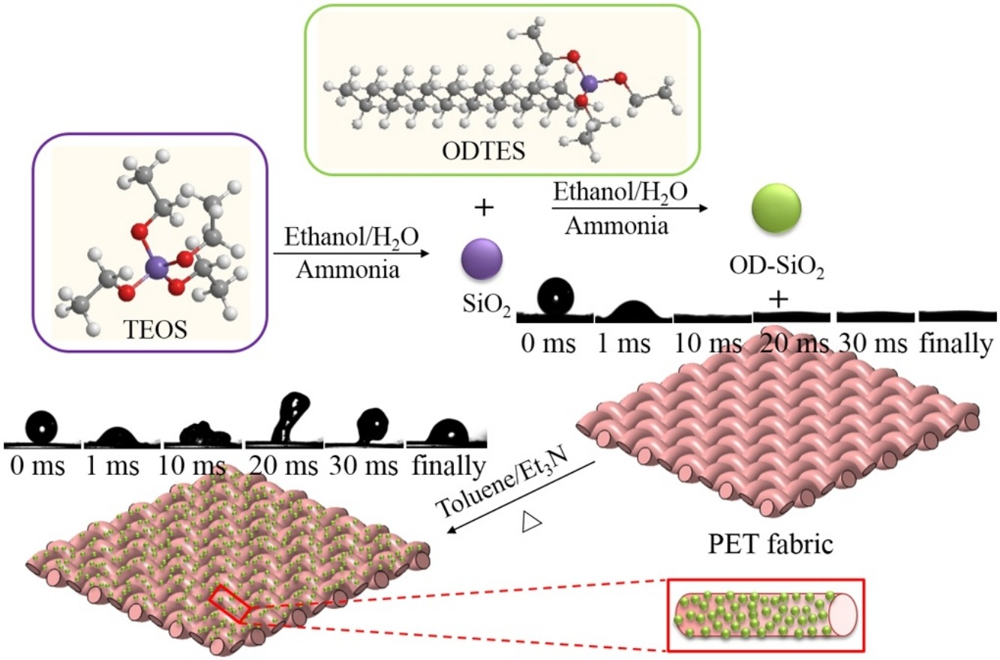 ODTES
TEOS
Ethanol/H₂O
Ammonia
+
SiO₂
Ethanol/H₂O
Ammonia
OD-SiO₂
+
0 ms 1 ms 10 ms 20 ms 30 ms finally
PET fabric
Toluene/Et₃N
△
0 ms 1 ms 10 ms 20 ms 30 ms finally